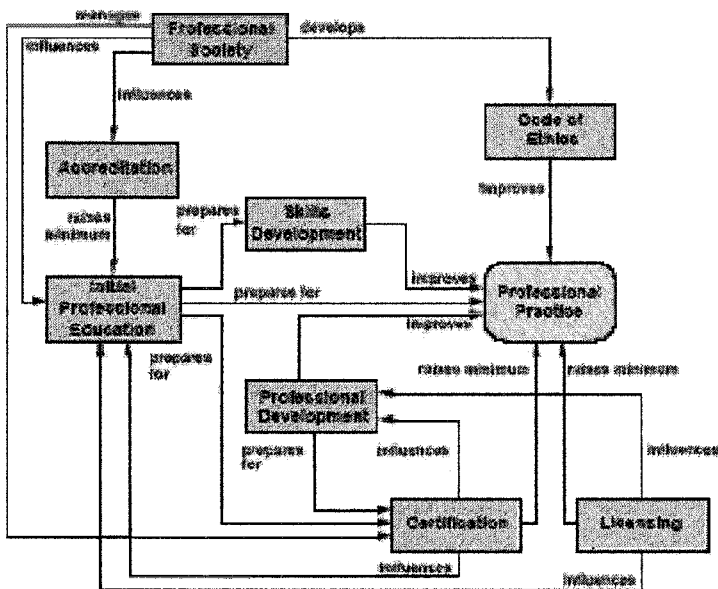 manages
Professional
Society
develops
influences
influences
Code of
Ethics
Accreditation
improves
raises
minimum
prepares
for
Skills
Development
Initial
Professional
Education
prepares for
improves
Professional
Practice
improves
prepares
for
raises minimum
raises minimum
Professional
Development
prepares
for
influences
influences
Certification
Licensing
influences
influences